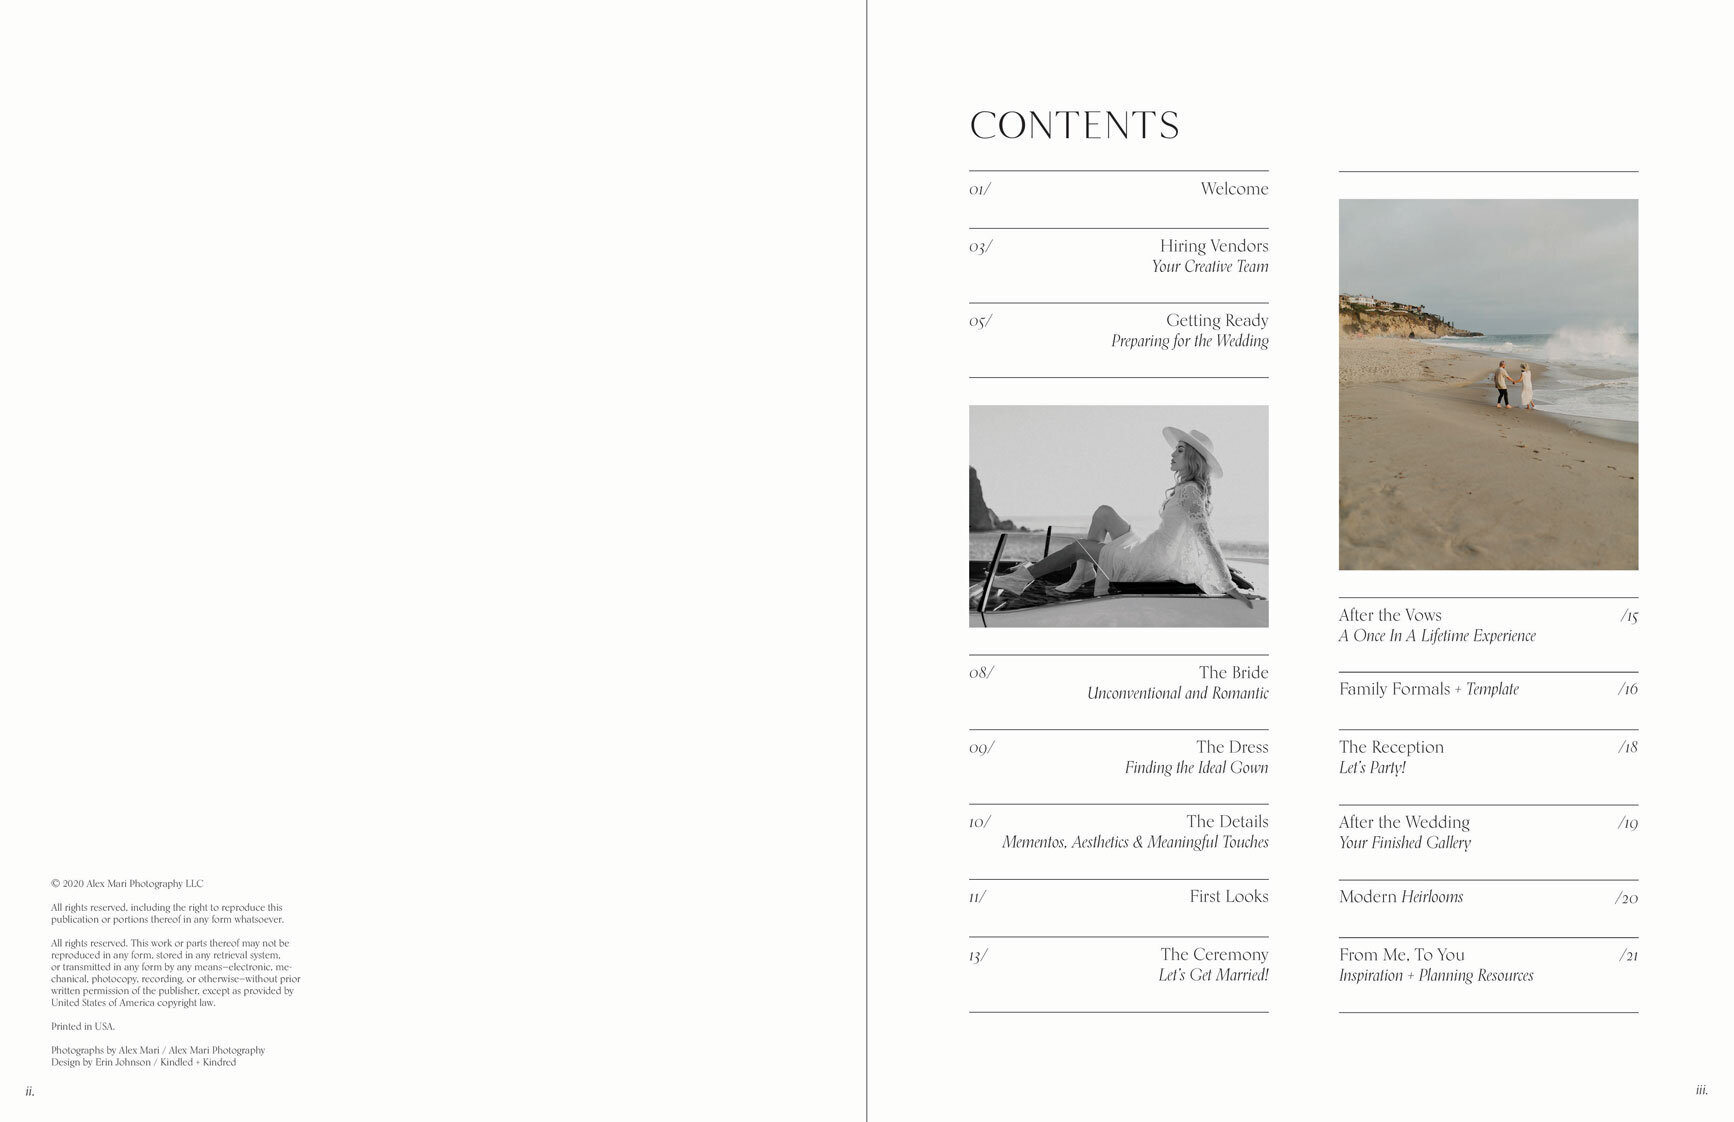 © 2020 Alex Mari Photography LLC
All rights reserved, including the right to reproduce this
publication or portions thereof in any form whatsoever.
All rights reserved. This work or parts thereof may not be
reproduced in any form, stored in any retrieval system,
or transmitted in any form by any means—electronic, me-
chanical, photocopy, recording, or otherwise—without prior
written permission of the publisher, except as provided by
United States of America copyright law.
Printed in USA.
Photographs by Alex Mari / Alex Mari Photography
Design by Erin Johnson / Kindled + Kindred
ii.
CONTENTS
01/ Welcome
03/ Hiring Vendors
Your Creative Team
05/ Getting Ready
Preparing for the Wedding
08/ The Bride
Unconventional and Romantic
09/ The Dress
Finding the Ideal Gown
10/ The Details
Mementos, Aesthetics & Meaningful Touches
11/ First Looks
13/ The Ceremony
Let's Get Married!
After the Vows /15
A Once In A Lifetime Experience
Family Formals + Template /16
The Reception /18
Let's Party!
After the Wedding /19
Your Finished Gallery
Modern Heirlooms /20
From Me, To You /21
Inspiration + Planning Resources
iii.